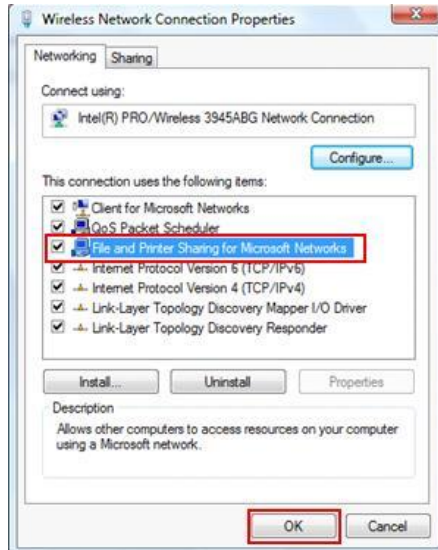 Wireless Network Connection Properties
Networking
Sharing
Connect using:
Intel(R) PRO/Wireless 3945ABG Network Connection
Configure...
This connection uses the following items:
Client for Microsoft Networks
QoS Packet Scheduler
File and Printer Sharing for Microsoft Networks
Internet Protocol Version 6 (TCP/IPv6)
Internet Protocol Version 4 (TCP/IPv4)
Link-Layer Topology Discovery Mapper I/O Driver
Link-Layer Topology Discovery Responder
Install...
Uninstall
Properties
Description
Allows other computers to access resources on your computer
using a Microsoft network.
OK
Cancel